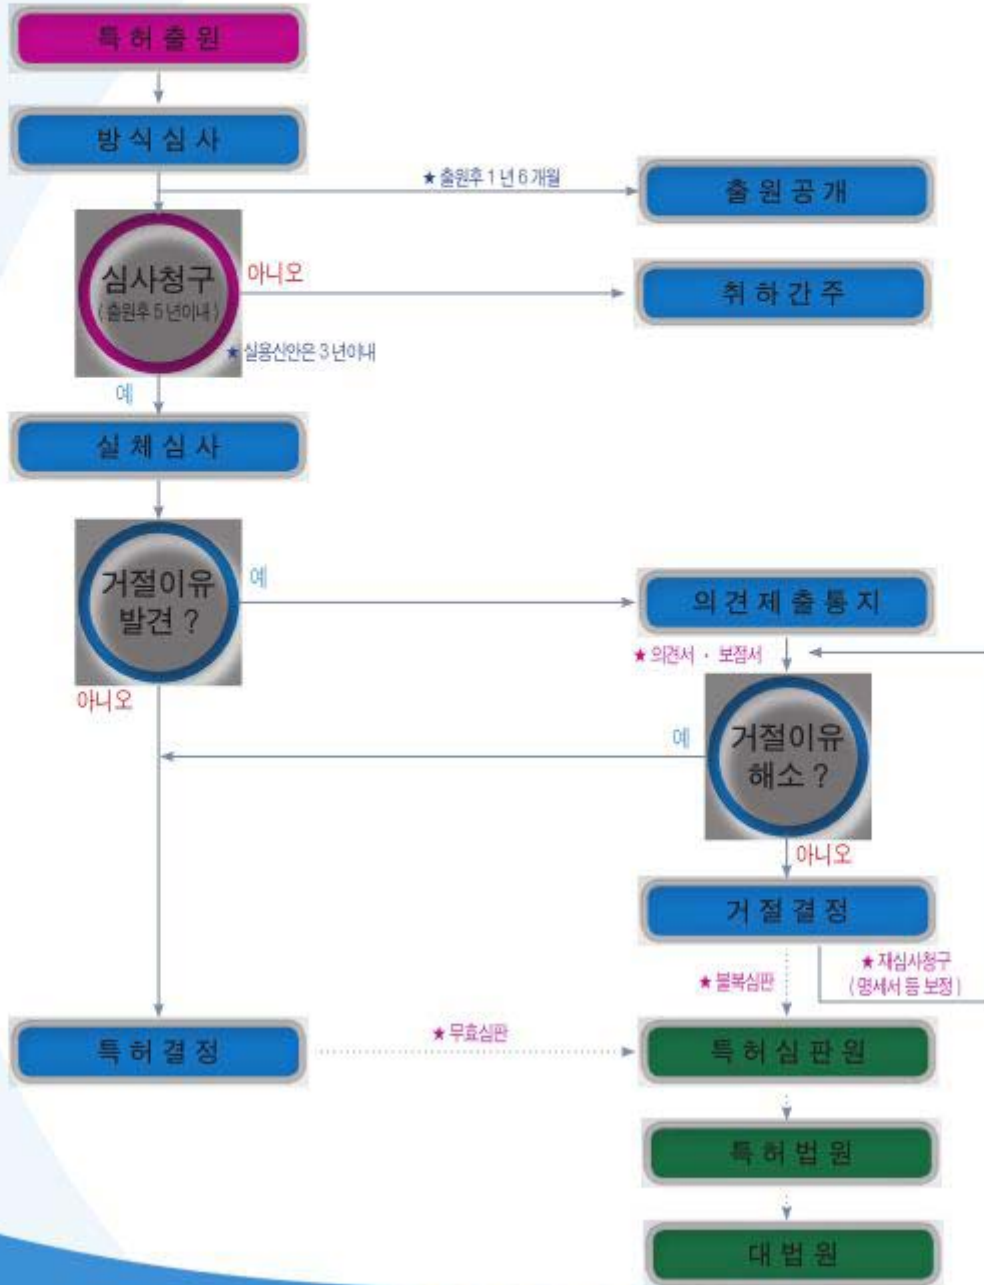 특허출원
방식심사
★ 출원후 1 년 6 개월
출원공개
심사청구
( 출원후 5 년이내 )
아니오
취하간주
★ 실용신안은 3 년이내
예
실체심사
거절이유
발견 ?
예
의견제출통지
★ 의견서 · 보정서
아니오
예
거절이유
해소 ?
아니오
거절결정
★ 불복심판
★ 재심사청구
( 명세서 등 보정 )
특허결정
★ 무효심판
특허심판원
특허법원
대법원